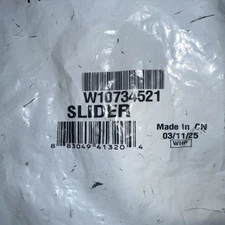 W10734521
SLIDER
Made In CN
03/11/25
WHP
8 83049 41320 4